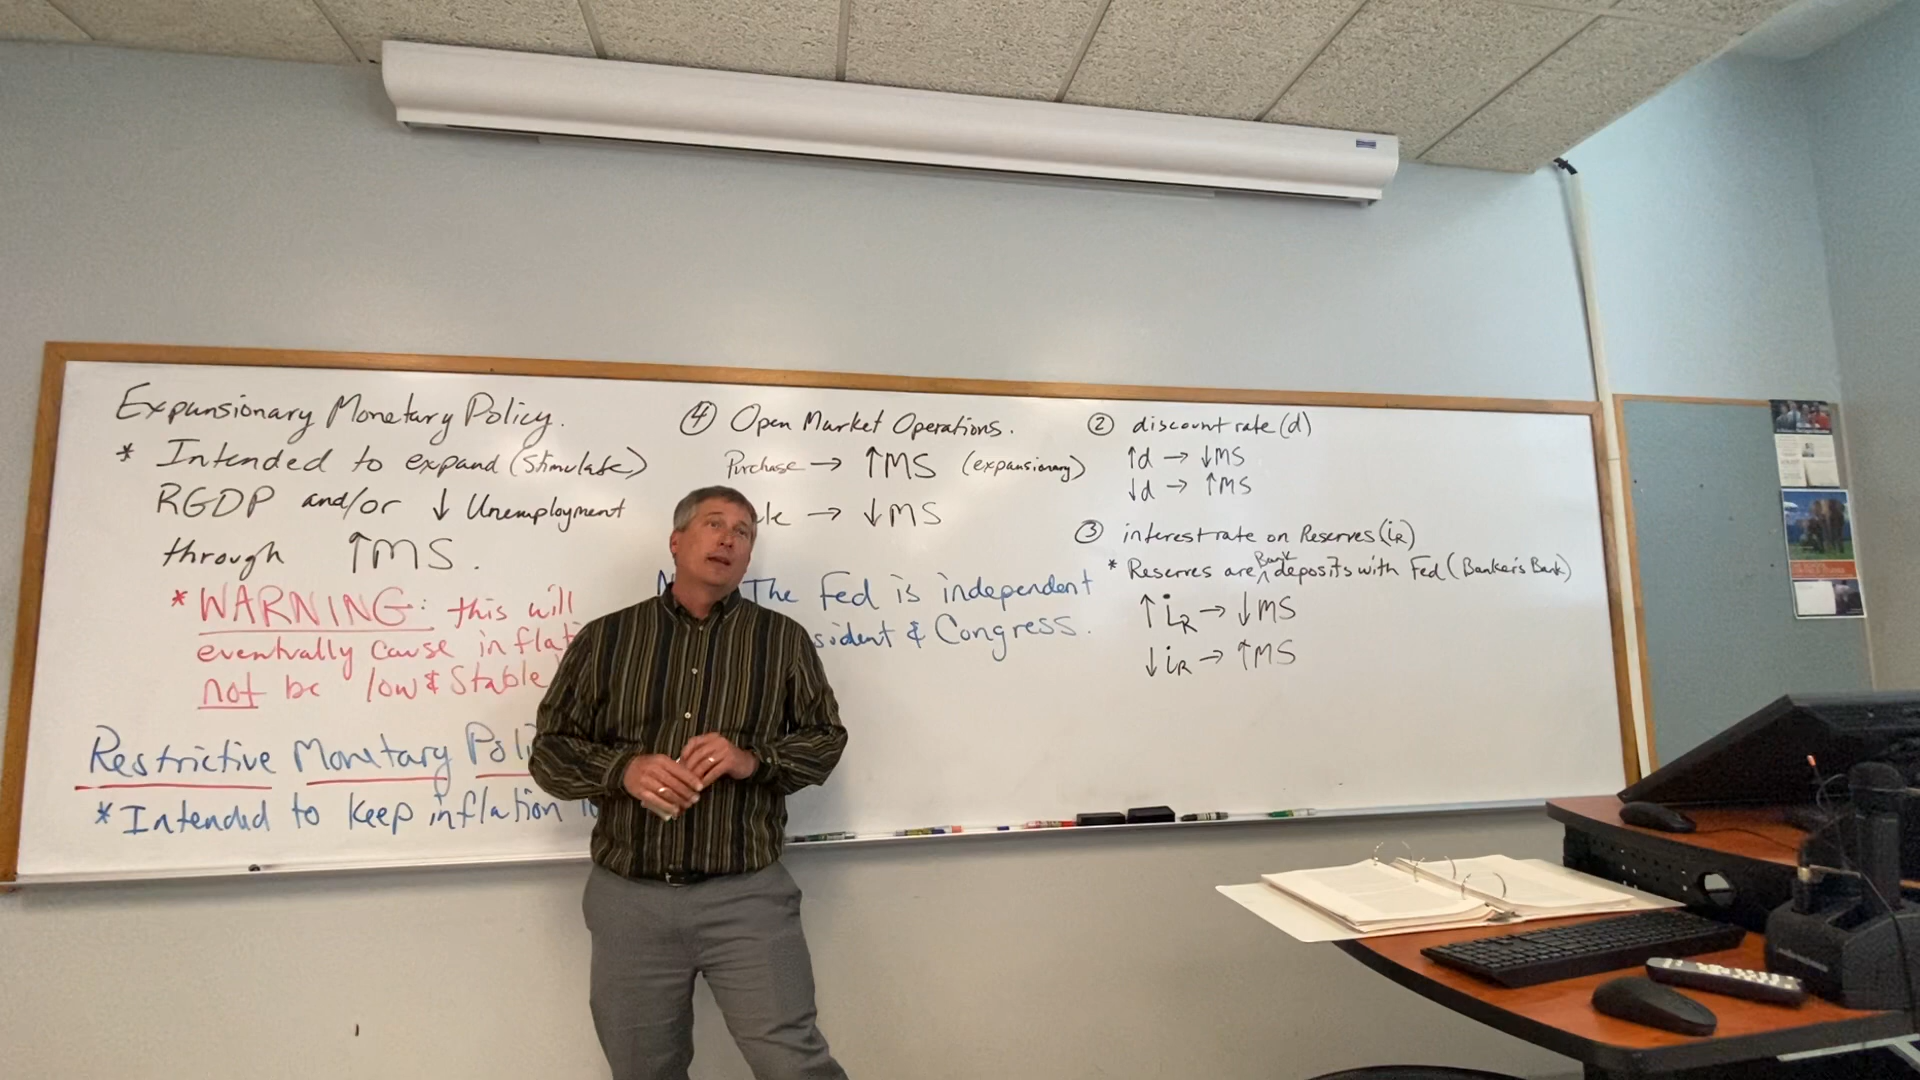 Expansionary Monetary Policy.
* Intended to expand (stimulate)
RGDP and/or ↓ Unemployment
through ↑MS.
* WARNING: this will
eventually cause inflati
not be low & Stable
Restrictive Monetary Poli
* Intended to keep inflation
④ Open Market Operations.
Purchase → ↑MS (expansionary)
→ ↓MS
The Fed is independent
sident & Congress.
② discount rate (d)
↑d → ↓MS
↓d → ↑MS
③ interest rate on Reserves (iR)
* Reserves are Bank deposits with Fed (Banker's Bank)
↑ iR → ↓MS
↓ iR → ↑MS